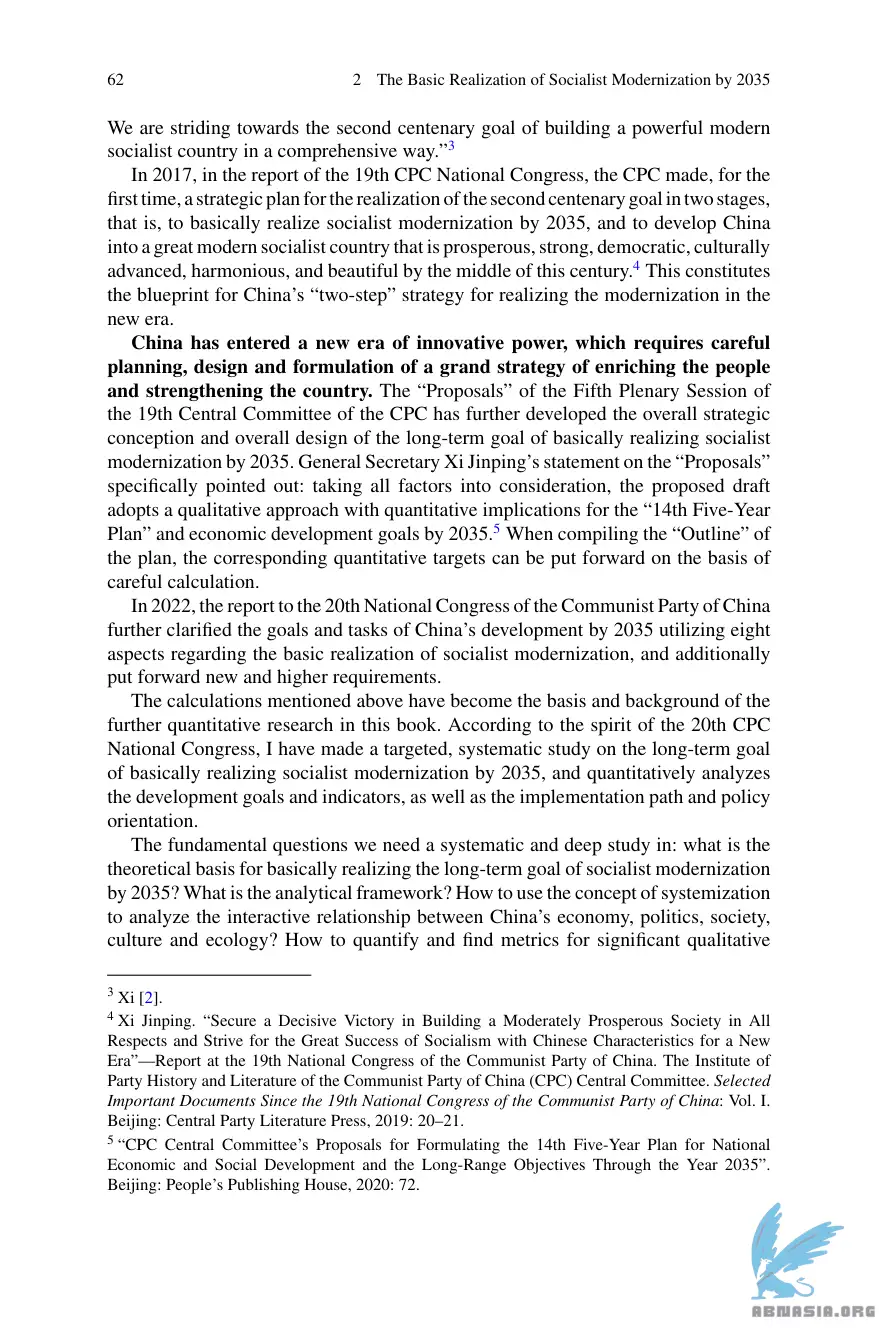 62 2 The Basic Realization of Socialist Modernization by 2035
We are striding towards the second centenary goal of building a powerful modern
socialist country in a comprehensive way.”3
In 2017, in the report of the 19th CPC National Congress, the CPC made, for the
first time, a strategic plan for the realization of the second centenary goal in two stages,
that is, to basically realize socialist modernization by 2035, and to develop China
into a great modern socialist country that is prosperous, strong, democratic, culturally
advanced, harmonious, and beautiful by the middle of this century.4 This constitutes
the blueprint for China’s “two-step” strategy for realizing the modernization in the
new era.
China has entered a new era of innovative power, which requires careful
planning, design and formulation of a grand strategy of enriching the people
and strengthening the country. The “Proposals” of the Fifth Plenary Session of
the 19th Central Committee of the CPC has further developed the overall strategic
conception and overall design of the long-term goal of basically realizing socialist
modernization by 2035. General Secretary Xi Jinping’s statement on the “Proposals”
specifically pointed out: taking all factors into consideration, the proposed draft
adopts a qualitative approach with quantitative implications for the “14th Five-Year
Plan” and economic development goals by 2035.5 When compiling the “Outline” of
the plan, the corresponding quantitative targets can be put forward on the basis of
careful calculation.
In 2022, the report to the 20th National Congress of the Communist Party of China
further clarified the goals and tasks of China’s development by 2035 utilizing eight
aspects regarding the basic realization of socialist modernization, and additionally
put forward new and higher requirements.
The calculations mentioned above have become the basis and background of the
further quantitative research in this book. According to the spirit of the 20th CPC
National Congress, I have made a targeted, systematic study on the long-term goal
of basically realizing socialist modernization by 2035, and quantitatively analyzes
the development goals and indicators, as well as the implementation path and policy
orientation.
The fundamental questions we need a systematic and deep study in: what is the
theoretical basis for basically realizing the long-term goal of socialist modernization
by 2035? What is the analytical framework? How to use the concept of systemization
to analyze the interactive relationship between China’s economy, politics, society,
culture and ecology? How to quantify and find metrics for significant qualitative
3 Xi [2].
4 Xi Jinping. “Secure a Decisive Victory in Building a Moderately Prosperous Society in All
Respects and Strive for the Great Success of Socialism with Chinese Characteristics for a New
Era”—Report at the 19th National Congress of the Communist Party of China. The Institute of
Party History and Literature of the Communist Party of China (CPC) Central Committee. Selected
Important Documents Since the 19th National Congress of the Communist Party of China: Vol. I.
Beijing: Central Party Literature Press, 2019: 20–21.
5 “CPC Central Committee’s Proposals for Formulating the 14th Five-Year Plan for National
Economic and Social Development and the Long-Range Objectives Through the Year 2035”.
Beijing: People’s Publishing House, 2020: 72.
ABNASIA.ORG